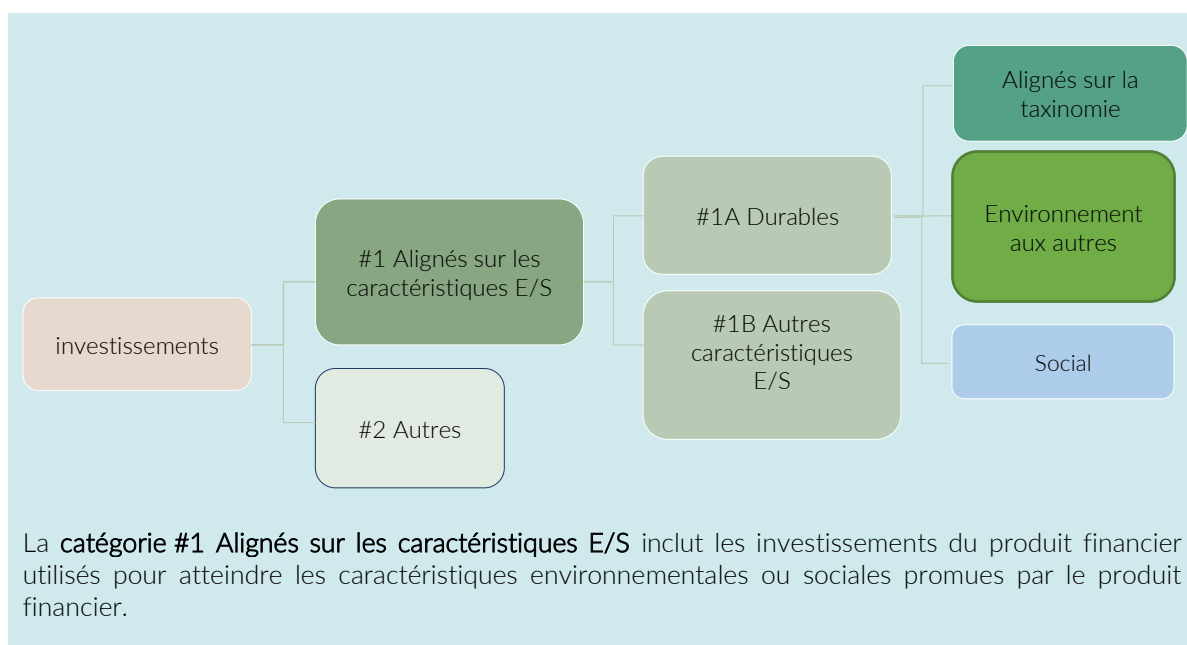 investissements
#1 Alignés sur les
caractéristiques E/S
#2 Autres
#1A Durables
#1B Autres
caractéristiques
E/S
Alignés sur la
taxinomie
Environnement
aux autres
Social
La catégorie #1 Alignés sur les caractéristiques E/S inclut les investissements du produit financier
utilisés pour atteindre les caractéristiques environnementales ou sociales promues par le produit
financier.